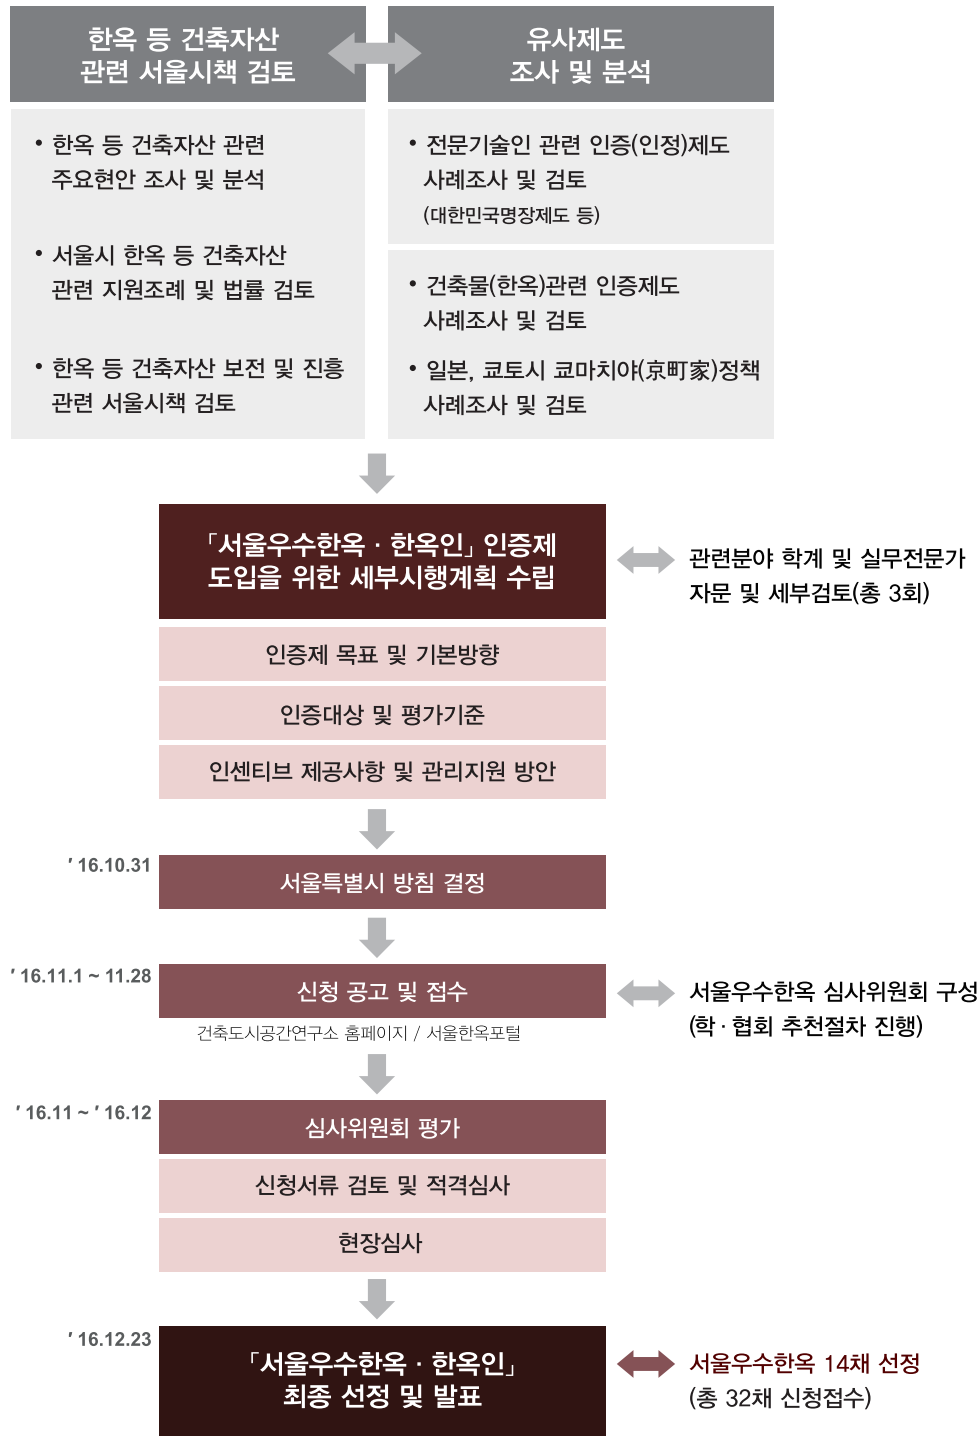 한옥 등 건축자산
관련 서울시책 검토
유사제도
조사 및 분석
• 한옥 등 건축자산 관련
주요현안 조사 및 분석
• 서울시 한옥 등 건축자산
관련 지원조례 및 법률 검토
• 한옥 등 건축자산 보전 및 진흥
관련 서울시책 검토
• 전문기술인 관련 인증(인정)제도
사례조사 및 검토
(대한민국명장제도 등)
• 건축물(한옥)관련 인증제도
사례조사 및 검토
• 일본, 쿄토시 쿄마치야(京町家)정책
사례조사 및 검토
「서울우수한옥 · 한옥인」 인증제
도입을 위한 세부시행계획 수립
관련분야 학계 및 실무전문가
자문 및 세부검토(총 3회)
인증제 목표 및 기본방향
인증대상 및 평가기준
인센티브 제공사항 및 관리지원 방안
′ 16.10.31
서울특별시 방침 결정
′ 16.11.1 ~ 11.28
신청 공고 및 접수
건축도시공간연구소 홈페이지 / 서울한옥포털
서울우수한옥 심사위원회 구성
(학 · 협회 추천절차 진행)
′ 16.11 ~ ′ 16.12
심사위원회 평가
신청서류 검토 및 적격심사
현장심사
′ 16.12.23
「서울우수한옥 · 한옥인」
최종 선정 및 발표
서울우수한옥 14채 선정
(총 32채 신청접수)